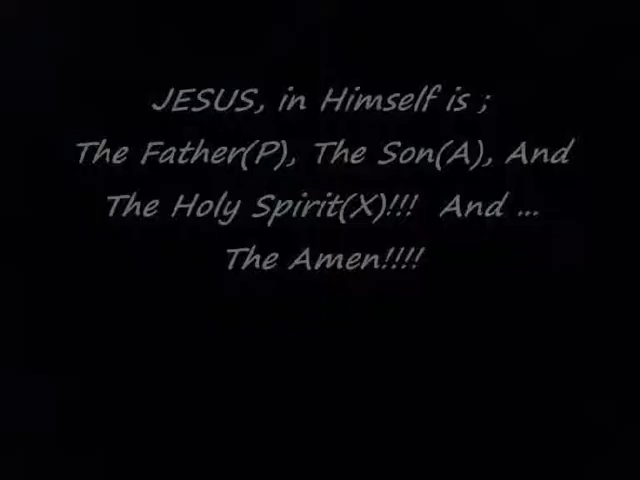 JESUS, in Himself is ;
The Father(P), The Son(A), And
The Holy Spirit(X)!!! And ...
The Amen!!!!